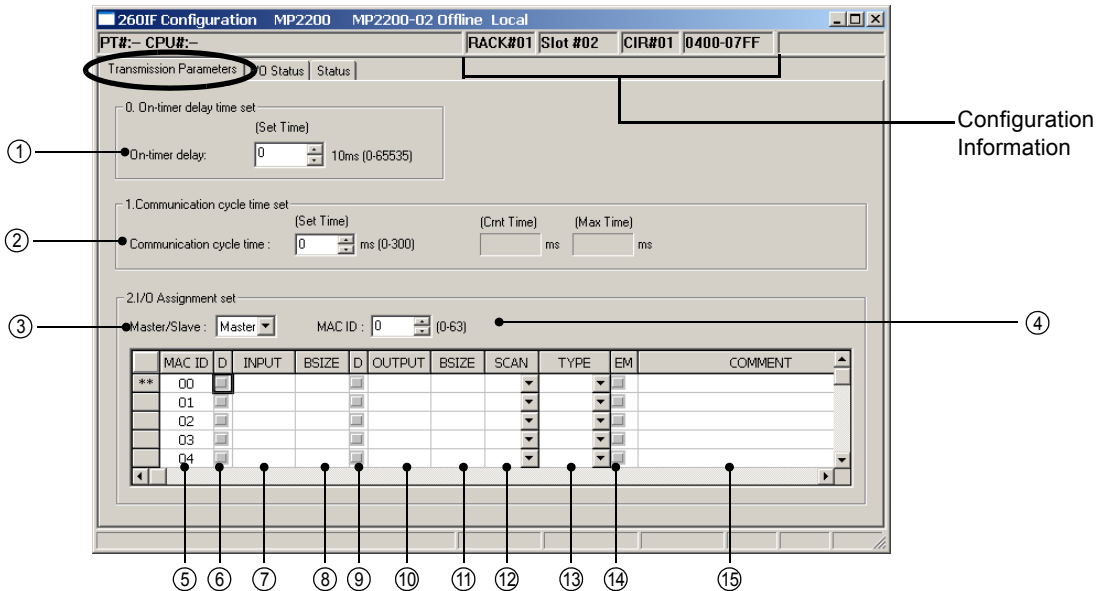 260IF Configuration MP2200 MP2200-02 Offline Local
PT#:– CPU#:–
RACK#01 Slot #02 CIR#01 0400-07FF
Transmission Parameters I/O Status Status
Configuration
Information
0. On-timer delay time set
(Set Time)
① On-timer delay: 0 10ms (0-65535)
1.Communication cycle time set
(Set Time) (Crnt Time) (Max Time)
② Communication cycle time : 0 ms (0-300) ms ms
2.I/O Assignment set
③ Master/Slave : Master MAC ID : 0 (0-63) ④
MAC ID D INPUT BSIZE D OUTPUT BSIZE SCAN TYPE EM COMMENT
** 00
01
02
03
04
⑤ ⑥ ⑦ ⑧ ⑨ ⑩ ⑪ ⑫ ⑬ ⑭ ⑮